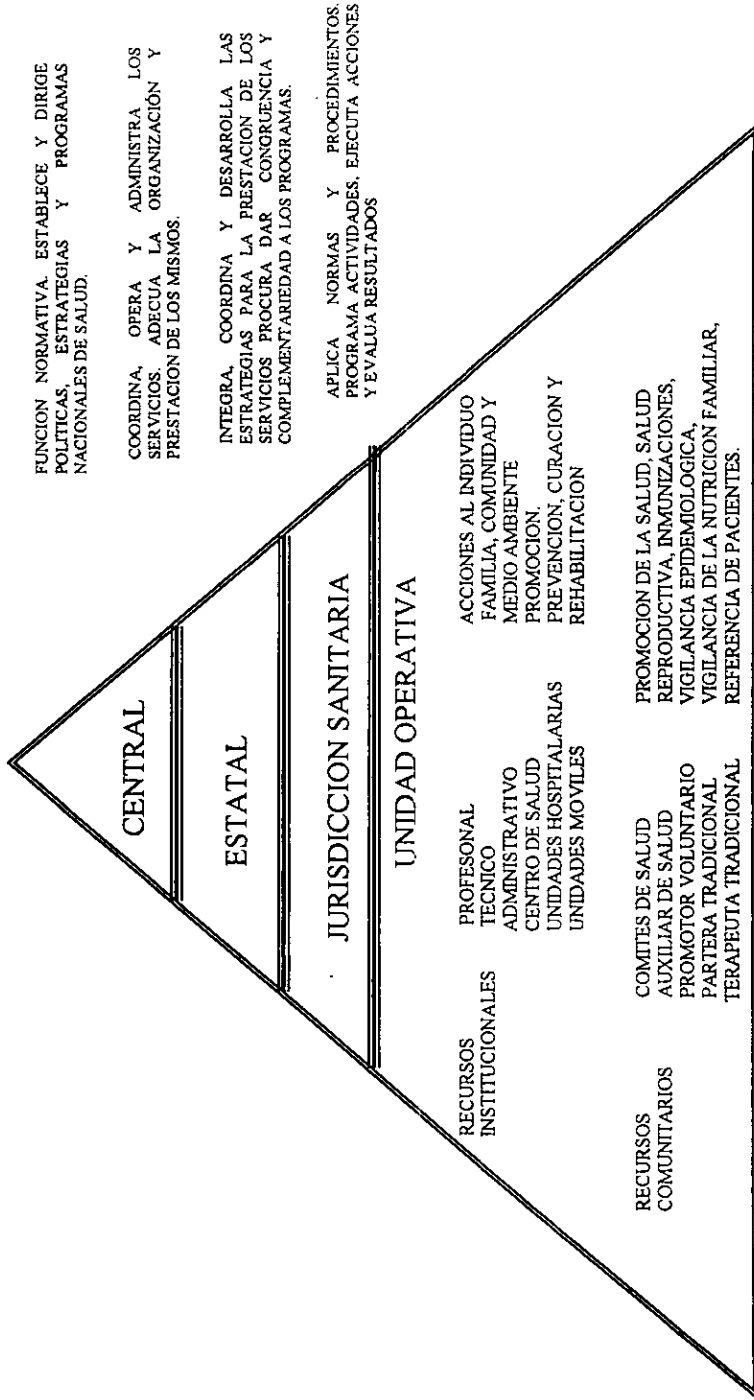 FUNCION NORMATIVA. ESTABLECE Y DIRIGE
POLITICAS, ESTRATEGIAS Y PROGRAMAS
NACIONALES DE SALUD.
COORDINA, OPERA Y ADMINISTRA LOS
SERVICIOS. ADECUA LA ORGANIZACIÓN Y
PRESTACION DE LOS MISMOS.
INTEGRA, COORDINA Y DESARROLLA LAS
ESTRATEGIAS PARA LA PRESTACION DE LOS
SERVICIOS PROCURA DAR CONGRUENCIA Y
COMPLEMENTARIEDAD A LOS PROGRAMAS.
APLICA NORMAS Y PROCEDIMIENTOS.
PROGRAMA ACTIVIDADES, EJECUTA ACCIONES
Y EVALUA RESULTADOS
CENTRAL
ESTATAL
JURISDICCION SANITARIA
UNIDAD OPERATIVA
RECURSOS
INSTITUCIONALES
PROFESONAL
TECNICO
ADMINISTRATIVO
CENTRO DE SALUD
UNIDADES HOSPITALARIAS
UNIDADES MOVILES
ACCIONES AL INDIVIDUO
FAMILIA, COMUNIDAD Y
MEDIO AMBIENTE
PROMOCION.
PREVENCION, CURACION Y
REHABILITACION
RECURSOS
COMUNITARIOS
COMITES DE SALUD
AUXILIAR DE SALUD
PROMOTOR VOLUNTARIO
PARTERA TRADICIONAL
TERAPEUTA TRADICIONAL
PROMOCION DE LA SALUD, SALUD
REPRODUCTIVA, INMUNIZACIONES,
VIGILANCIA EPIDEMIOLOGICA,
VIGILANCIA DE LA NUTRICION FAMILIAR,
REFERENCIA DE PACIENTES.